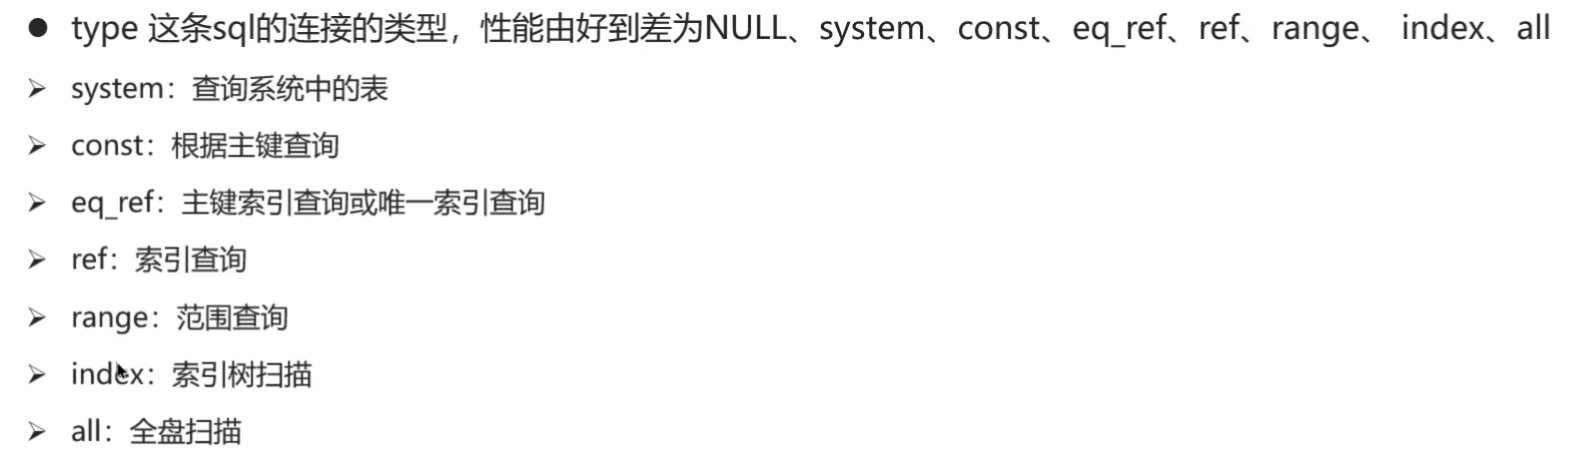 ● type 这条sql的连接的类型，性能由好到差为NULL、system、const、eq_ref、ref、range、 index、all
➢ system：查询系统中的表
➢ const：根据主键查询
➢ eq_ref：主键索引查询或唯一索引查询
➢ ref：索引查询
➢ range：范围查询
➢ index：索引树扫描
➢ all：全盘扫描